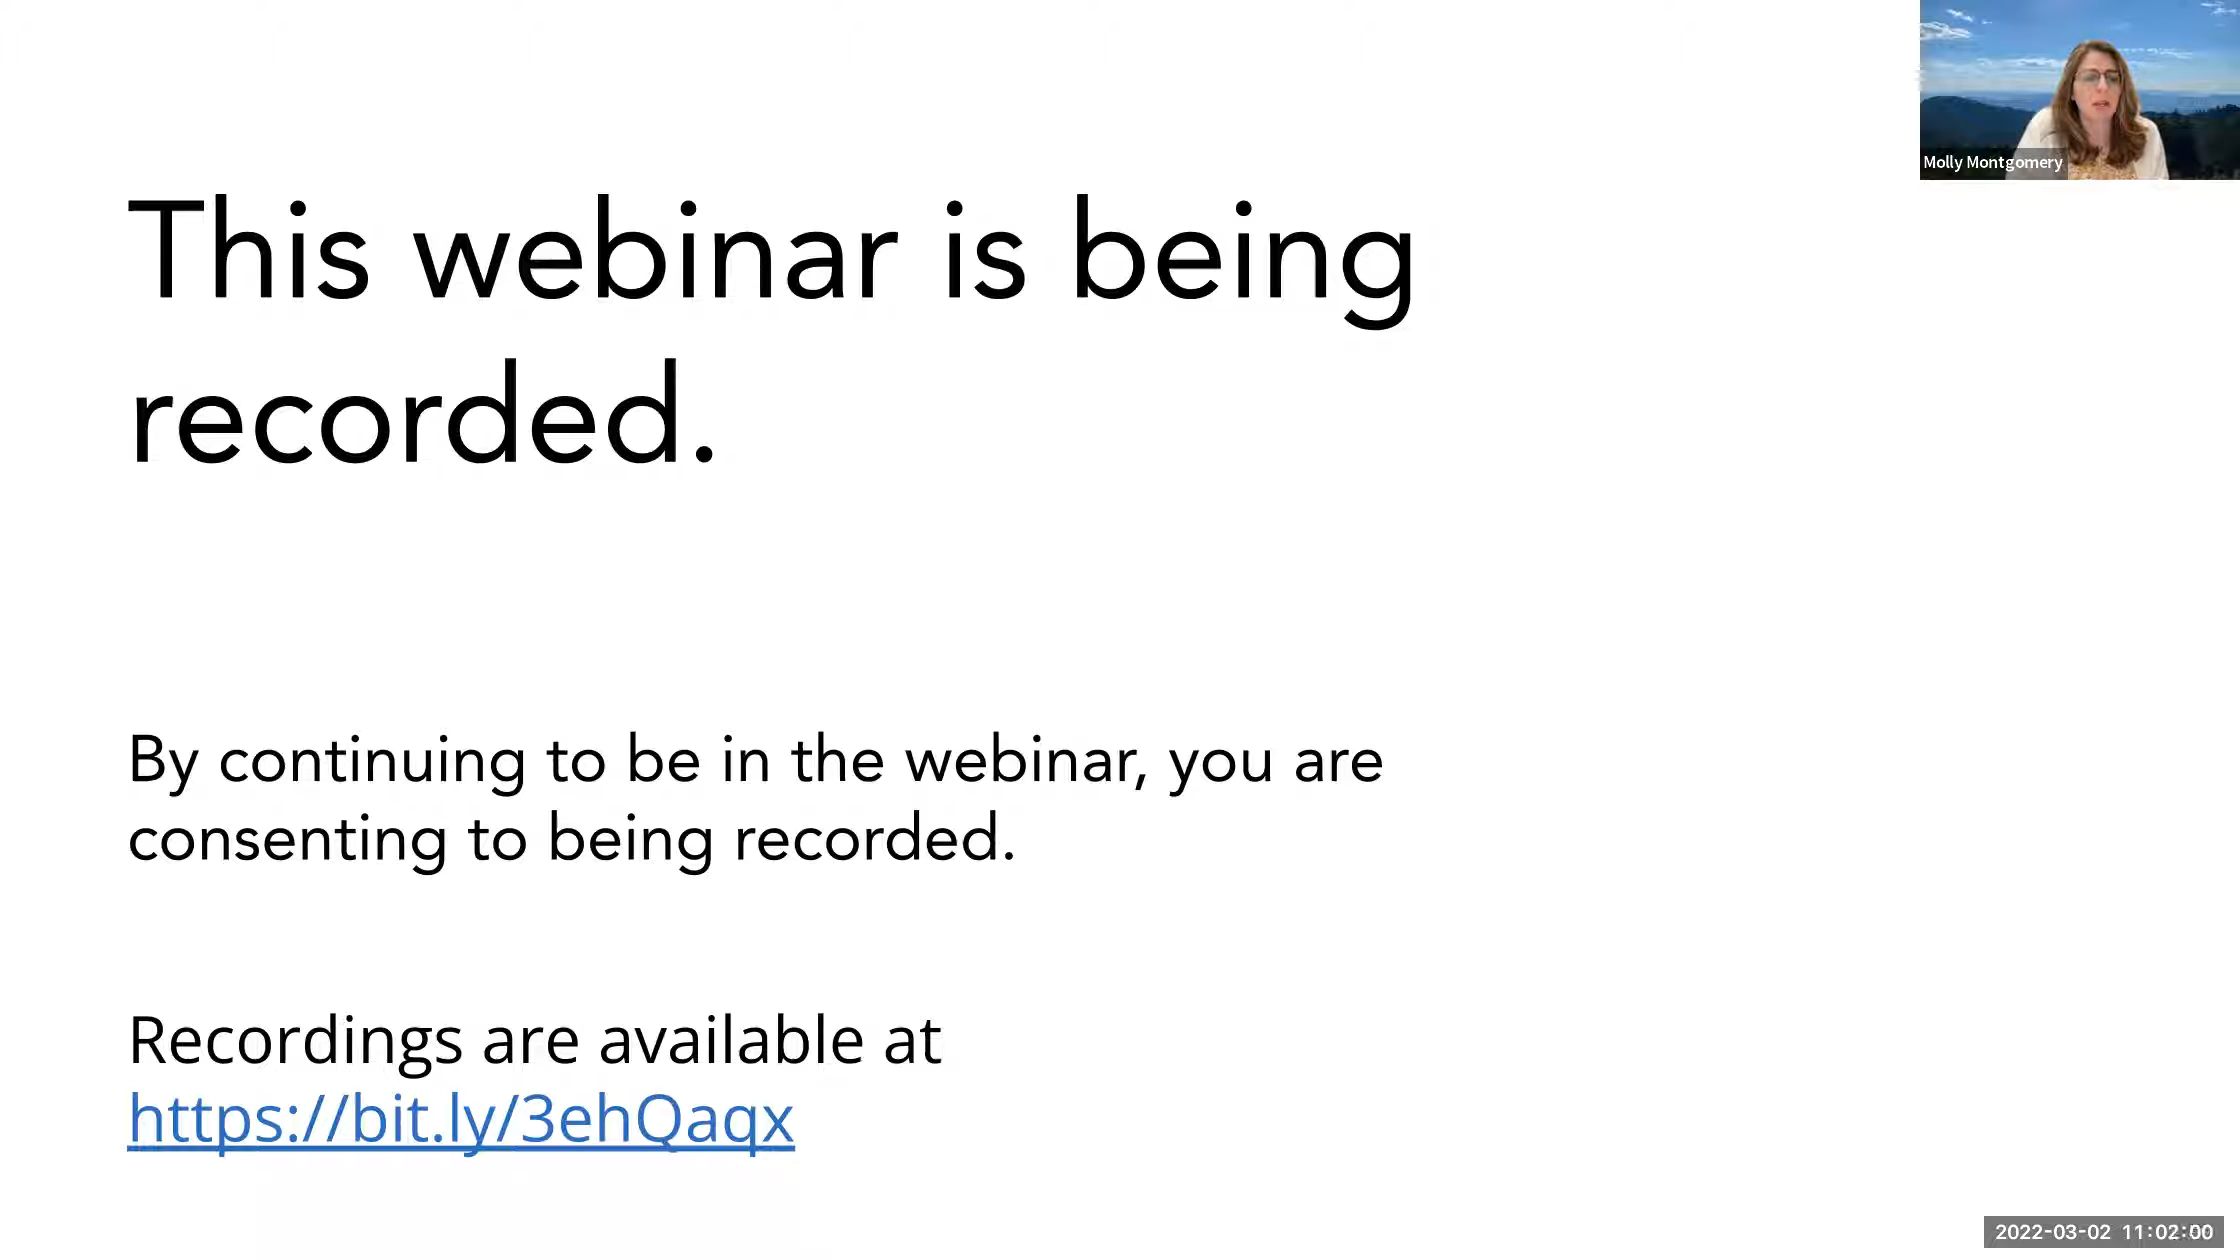 Molly Montgomery
This webinar is being
recorded.
By continuing to be in the webinar, you are
consenting to being recorded.
Recordings are available at
https://bit.ly/3ehQaqx
2022-03-02 11:02:00